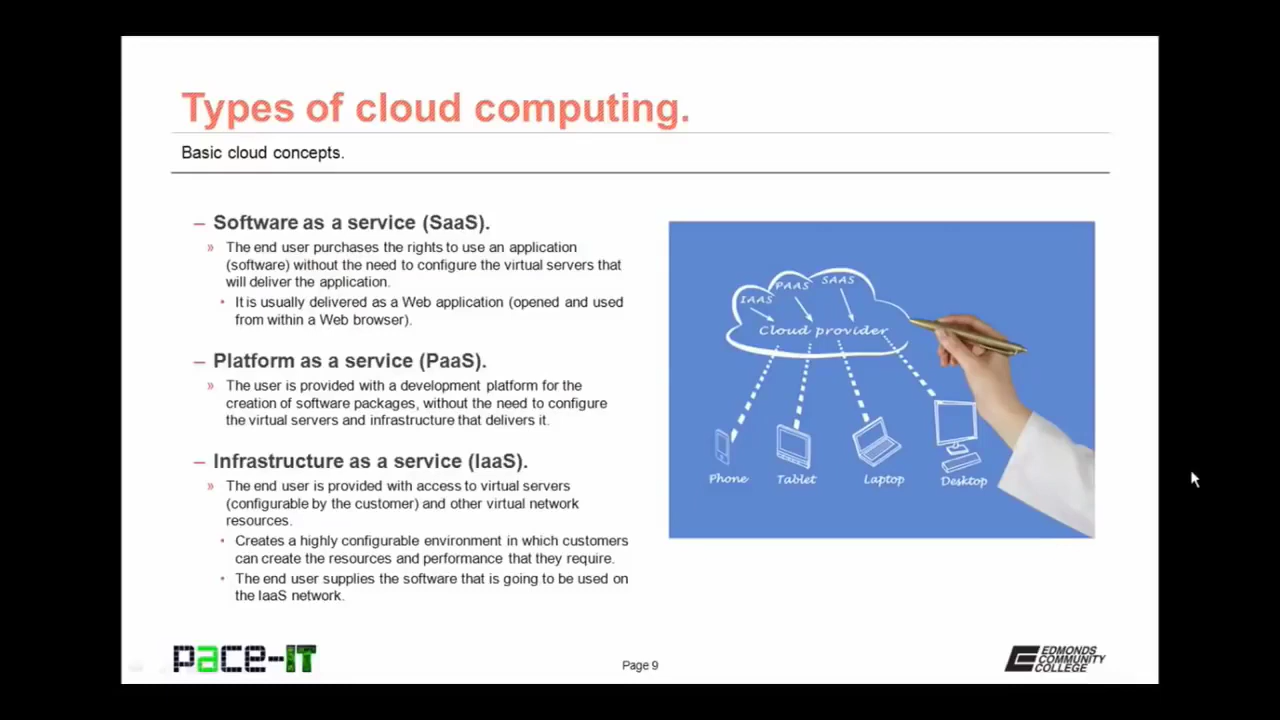 Types of cloud computing.
Basic cloud concepts.
– Software as a service (SaaS).
» The end user purchases the rights to use an application
(software) without the need to configure the virtual servers that
will deliver the application.
• It is usually delivered as a Web application (opened and used
from within a Web browser).
– Platform as a service (PaaS).
» The user is provided with a development platform for the
creation of software packages, without the need to configure
the virtual servers and infrastructure that delivers it.
– Infrastructure as a service (IaaS).
» The end user is provided with access to virtual servers
(configurable by the customer) and other virtual network
resources.
• Creates a highly configurable environment in which customers
can create the resources and performance that they require.
• The end user supplies the software that is going to be used on
the IaaS network.
IAAS PAAS SAAS
Cloud provider
Phone Tablet Laptop Desktop
pace-IT
Page 9
EDMONDS
COMMUNITY
COLLEGE